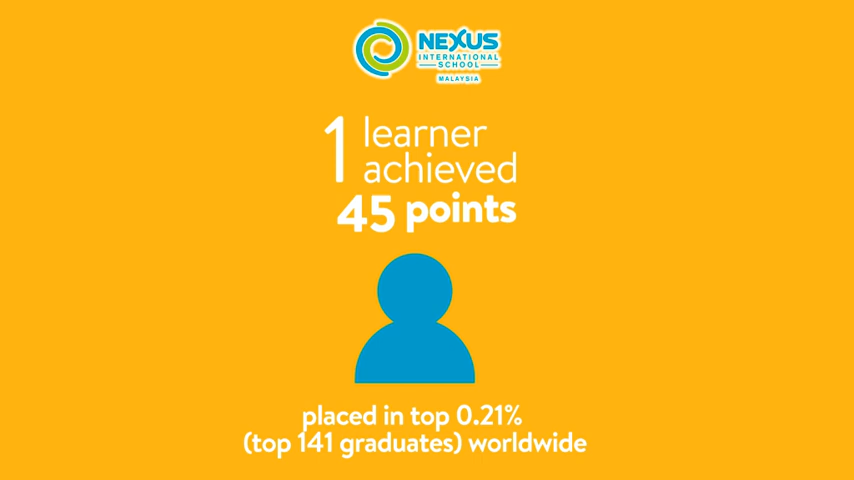 NEXUS
INTERNATIONAL
SCHOOL
MALAYSIA
1 learner
achieved
45 points
placed in top 0.21%
(top 141 graduates) worldwide